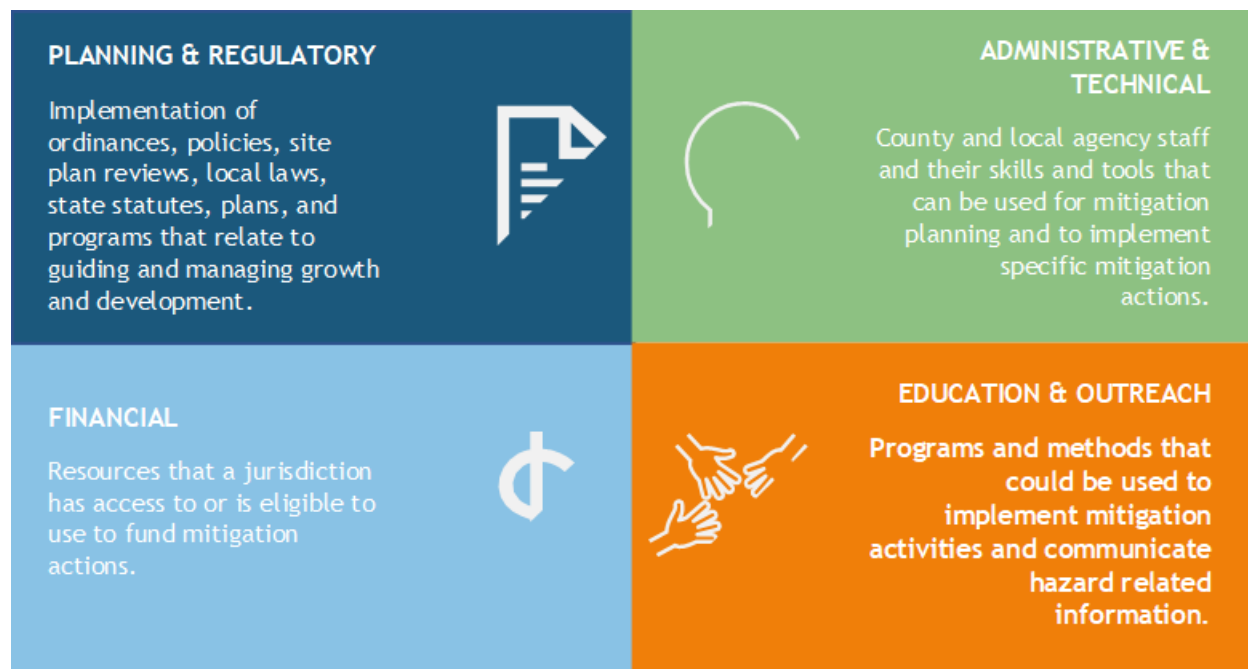 PLANNING & REGULATORY
Implementation of
ordinances, policies, site
plan reviews, local laws,
state statutes, plans, and
programs that relate to
guiding and managing growth
and development.
ADMINISTRATIVE &
TECHNICAL
County and local agency staff
and their skills and tools that
can be used for mitigation
planning and to implement
specific mitigation
actions.
FINANCIAL
Resources that a jurisdiction
has access to or is eligible to
use to fund mitigation
actions.
EDUCATION & OUTREACH
Programs and methods that
could be used to
implement mitigation
activities and communicate
hazard related
information.